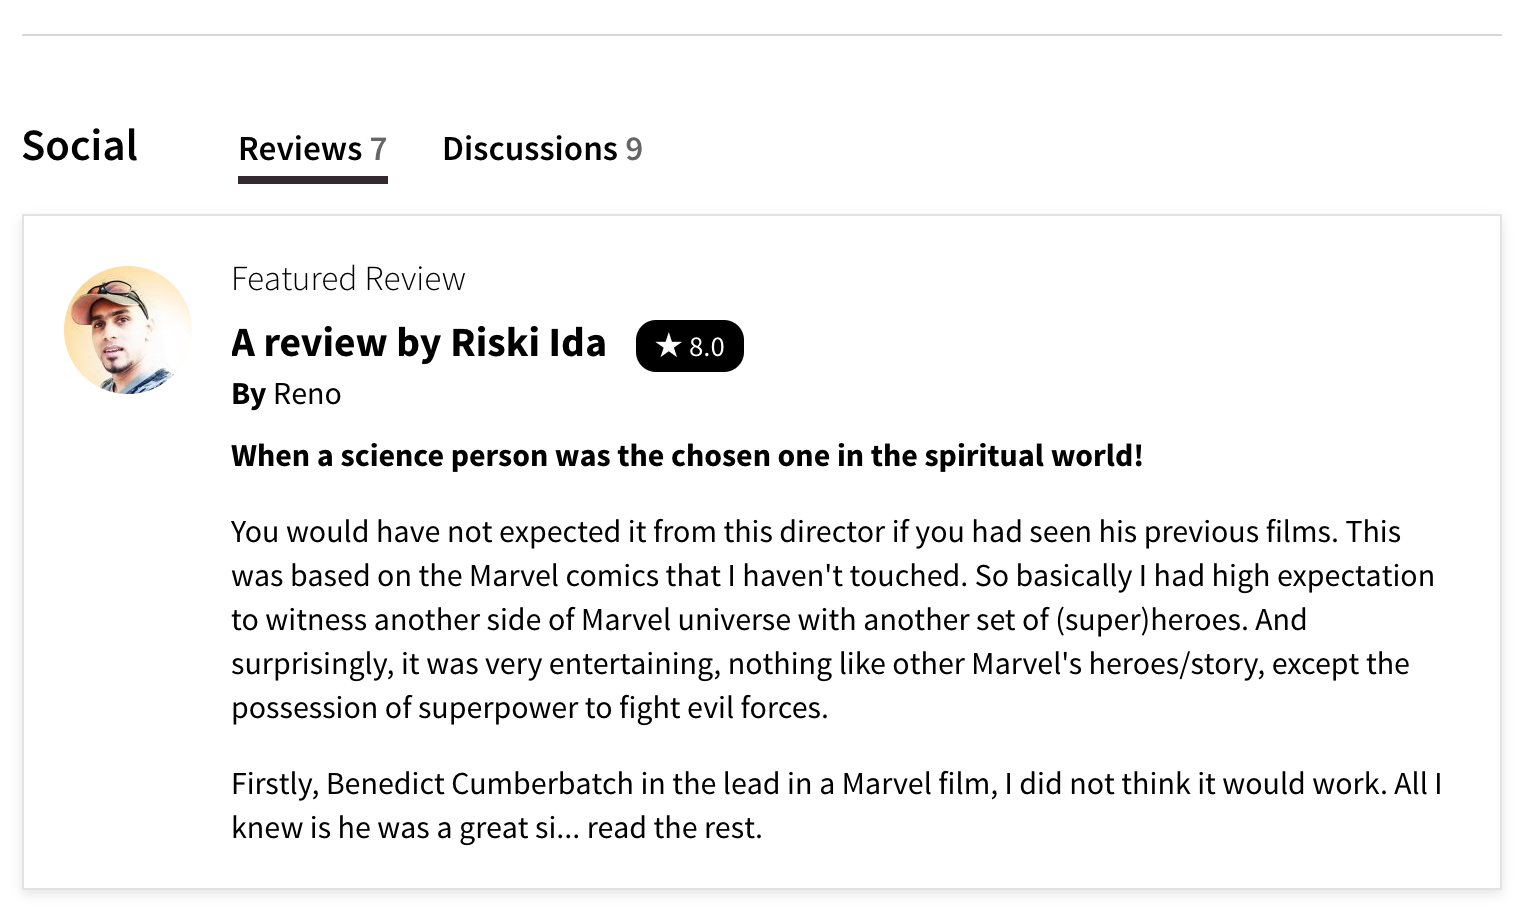 Social
Reviews 7
Discussions 9
Featured Review
A review by Riski Ida
★ 8.0
By Reno
When a science person was the chosen one in the spiritual world!
You would have not expected it from this director if you had seen his previous films. This
was based on the Marvel comics that I haven't touched. So basically I had high expectation
to witness another side of Marvel universe with another set of (super)heroes. And
surprisingly, it was very entertaining, nothing like other Marvel's heroes/story, except the
possession of superpower to fight evil forces.
Firstly, Benedict Cumberbatch in the lead in a Marvel film, I did not think it would work. All I
knew is he was a great si... read the rest.